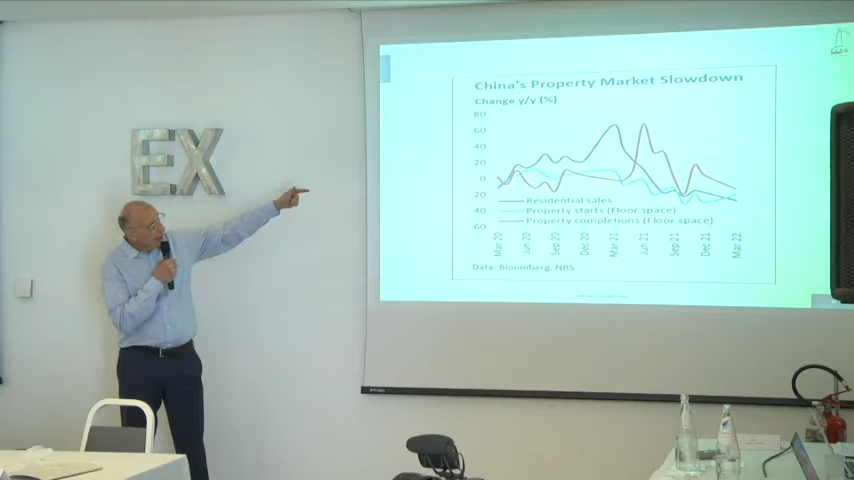 EX
China's Property Market Slowdown
Change y/y (%)
80
60
40
20
0
20
40
60
Residential sales
Property starts (Floor space)
Property completions (Floor space)
Mar 20
Jun 20
Sep 20
Dec 20
Mar 21
Jun 21
Sep 21
Dec 21
Mar 22
Data: Bloomberg, NBS